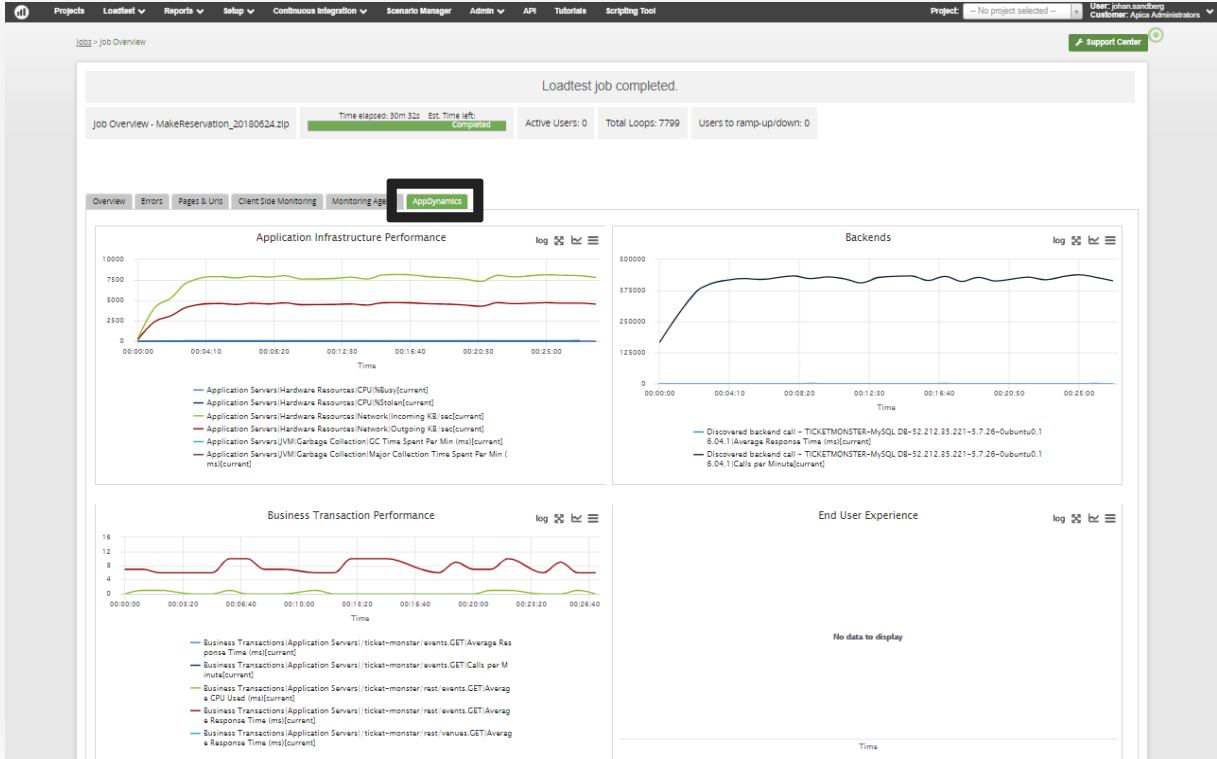 Projects Loadtest Reports Setup Continuous Integration Scenario Manager Admin API Tutorials Scripting Tool Project: -- No project selected -- User: johan.sandberg
Customer: Apica Administrators
Jobs > Job Overview
Support Center
Loadtest job completed.
Job Overview - MakeReservation_20180624.zip
Time elapsed: 30m 32s Est. Time left:
Completed
Active Users: 0
Total Loops: 7799
Users to ramp-up/down: 0
Overview Errors Pages & Urls Client Side Monitoring Monitoring Age AppDynamics
Application Infrastructure Performance
log
10000
7500
5000
2500
0
00:00:00 00:04:10 00:08:20 00:12:30 00:16:40 00:20:50 00:25:00
Time
Application Servers|Hardware Resources|CPU|%Busy[current]
Application Servers|Hardware Resources|CPU|%Stolen[current]
Application Servers|Hardware Resources|Network|Incoming KB/sec[current]
Application Servers|Hardware Resources|Network|Outgoing KB/sec[current]
Application Servers|JVM|Garbage Collection|GC Time Spent Per Min (ms)[current]
Application Servers|JVM|Garbage Collection|Major Collection Time Spent Per Min (
ms)[current]
Backends
log
500000
375000
250000
125000
0
00:00:00 00:04:10 00:08:20 00:12:30 00:16:40 00:20:50 00:25:00
Time
Discovered backend call - TICKETMONSTER-MySQL DB-52.212.35.221-5.7.26-0ubuntu0.1
6.04.1|Average Response Time (ms)[current]
Discovered backend call - TICKETMONSTER-MySQL DB-52.212.35.221-5.7.26-0ubuntu0.1
6.04.1|Calls per Minute[current]
Business Transaction Performance
log
16
12
8
4
0
00:00:00 00:03:20 00:06:40 00:10:00 00:13:20 00:16:40 00:20:00 00:23:20 00:26:40
Time
Business Transactions|Application Servers|/ticket-monster/events.GET|Average Res
ponse Time (ms)[current]
Business Transactions|Application Servers|/ticket-monster/events.GET|Calls per M
inute[current]
Business Transactions|Application Servers|/ticket-monster/rest/events.GET|Averag
e CPU Used (ms)[current]
Business Transactions|Application Servers|/ticket-monster/rest/events.GET|Averag
e Response Time (ms)[current]
Business Transactions|Application Servers|/ticket-monster/rest/venues.GET|Averag
e Response Time (ms)[current]
End User Experience
log
No data to display
Time